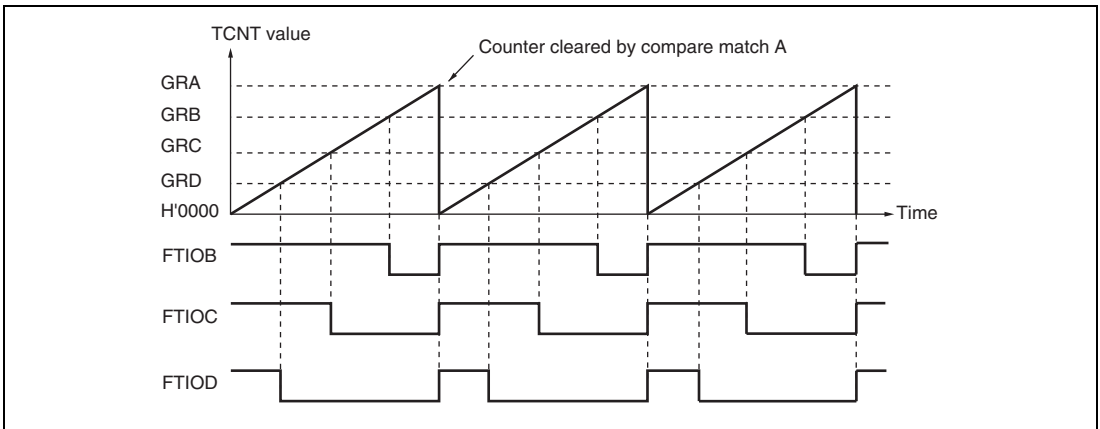 TCNT value
Counter cleared by compare match A
GRA
GRB
GRC
GRD
H'0000
Time
FTIOB
FTIOC
FTIOD